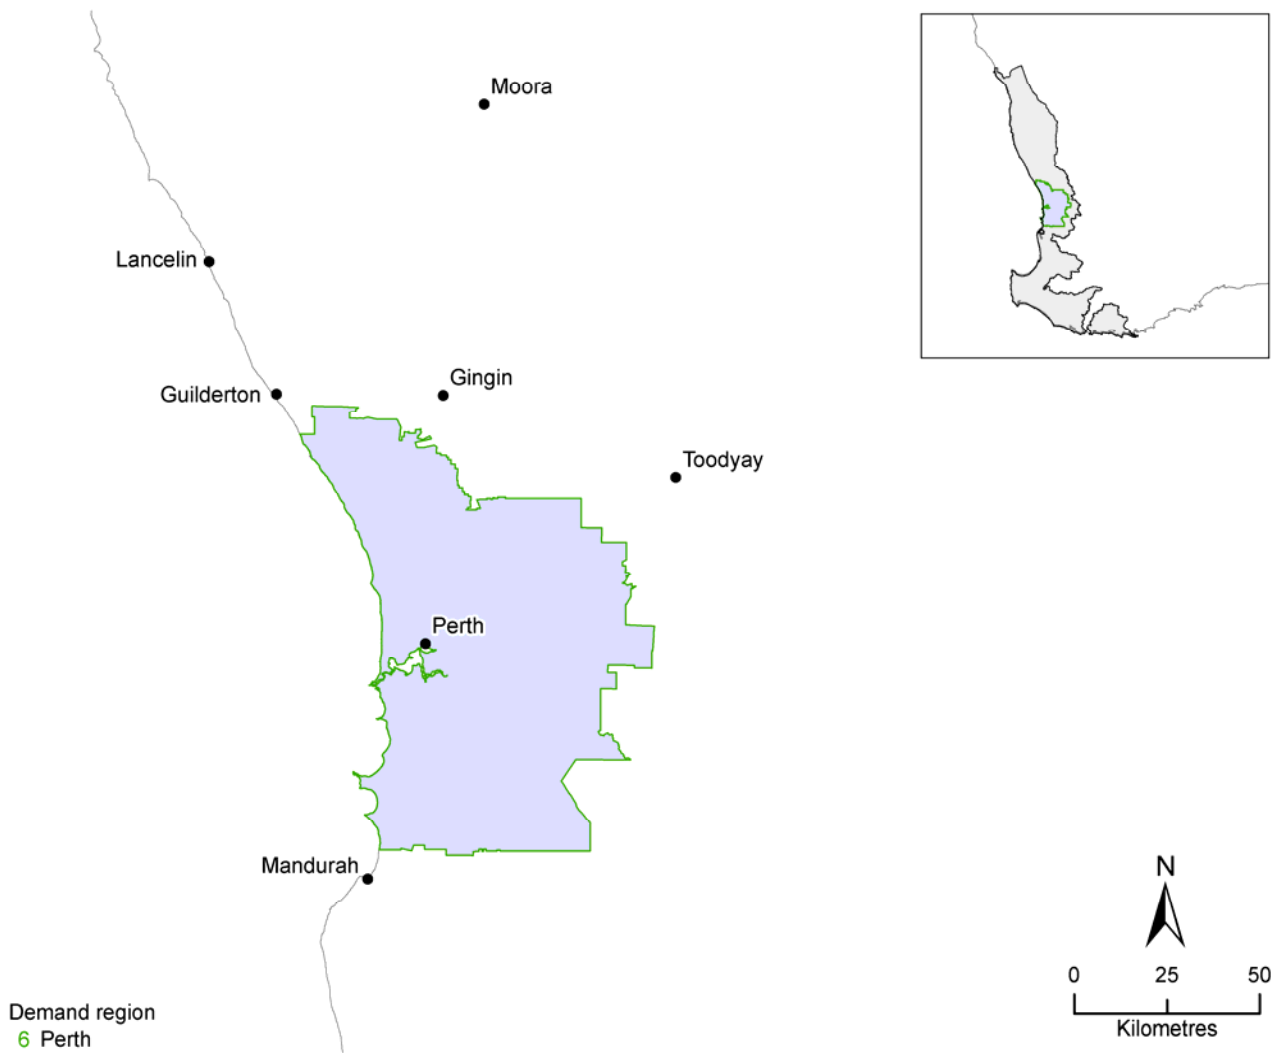 Moora
Lancelin
Gingin
Guilderton
Toodyay
Perth
Mandurah
N
0 25 50
Kilometres
Demand region
6 Perth